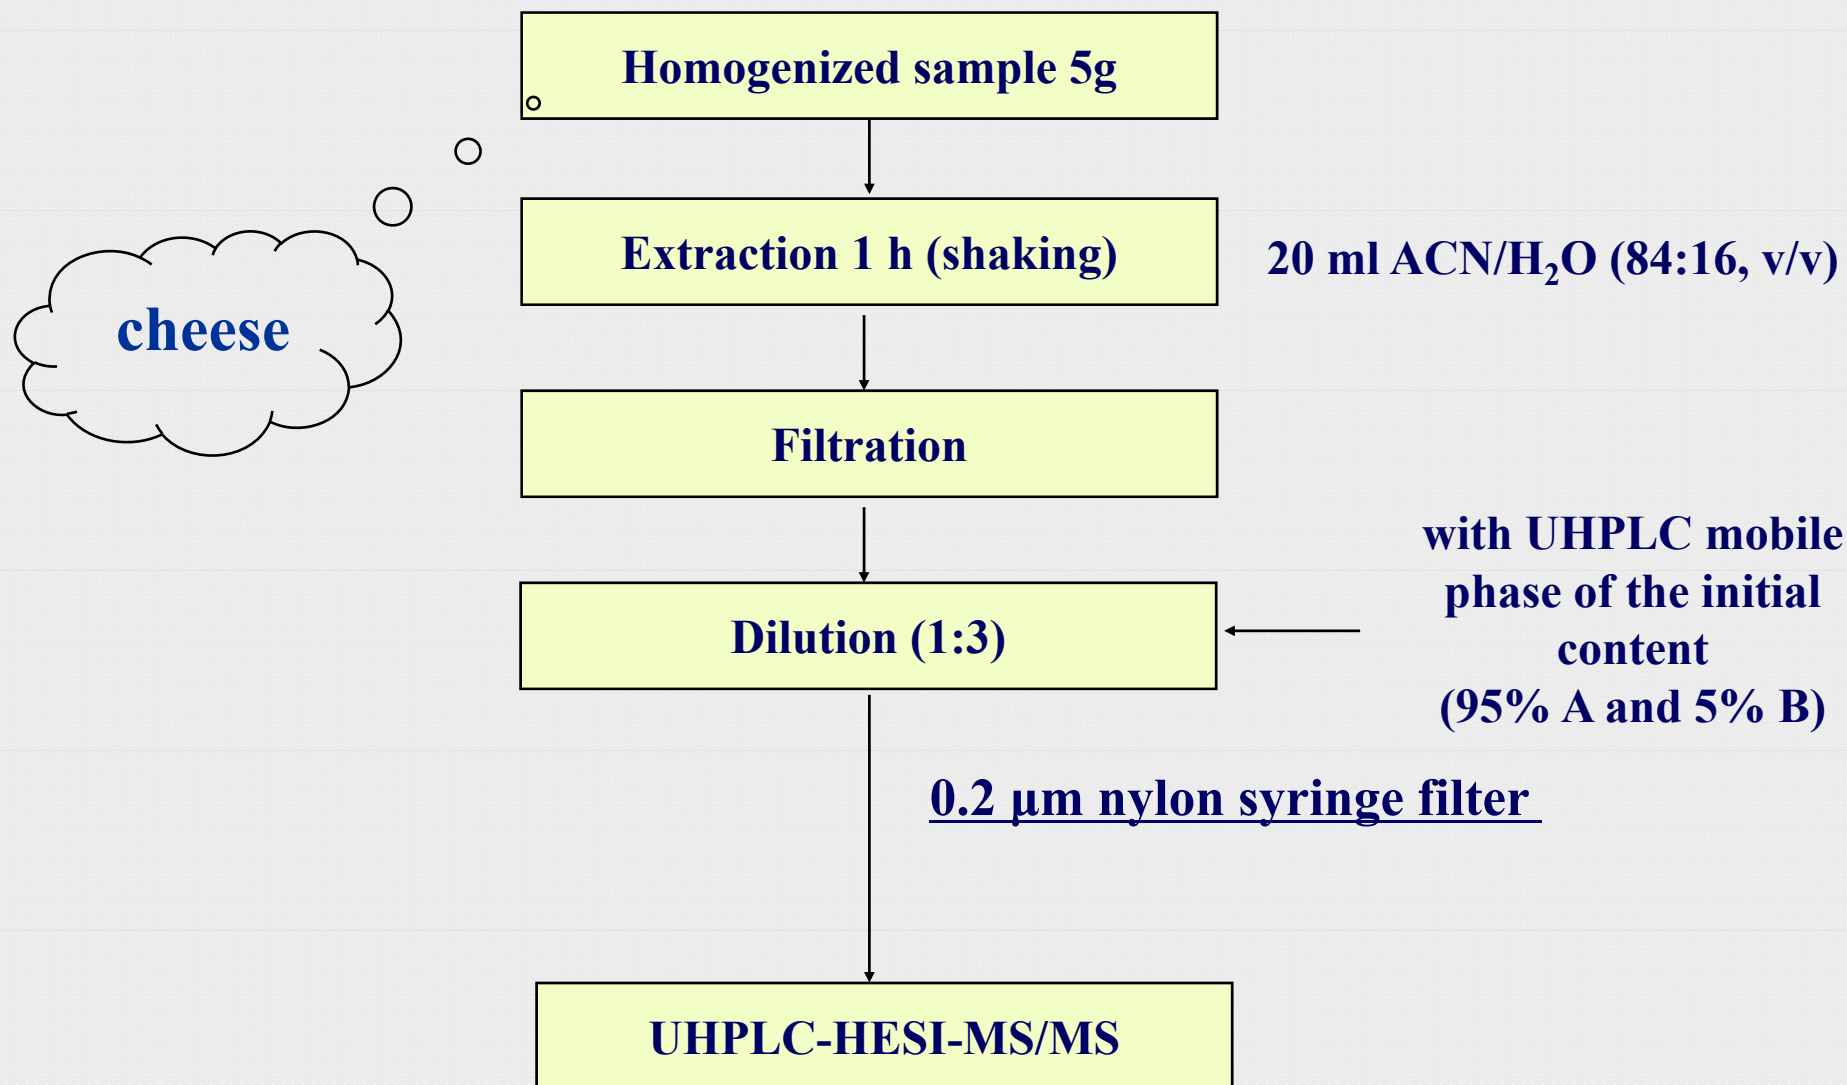 Homogenized sample 5g
cheese
Extraction 1 h (shaking)
20 ml ACN/H₂O (84:16, v/v)
Filtration
Dilution (1:3)
with UHPLC mobile
phase of the initial
content
(95% A and 5% B)
0.2 µm nylon syringe filter
UHPLC-HESI-MS/MS